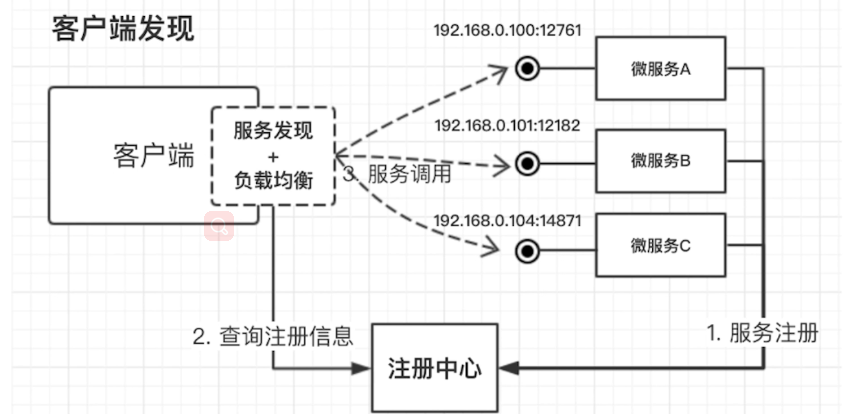 客户端发现
192.168.0.100:12761
微服务A
客户端
服务发现
+
负载均衡
192.168.0.101:12182
微服务B
3. 服务调用
192.168.0.104:14871
微服务C
2. 查询注册信息
1. 服务注册
注册中心